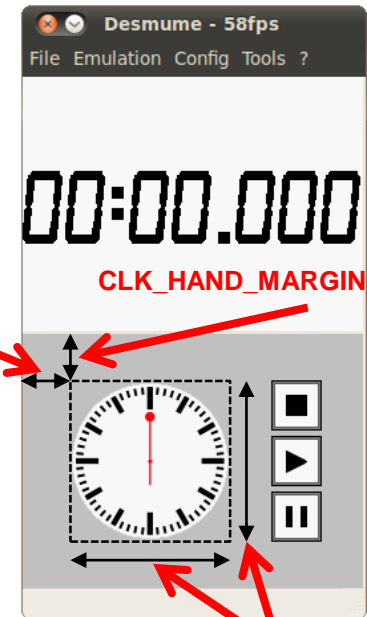 Desmume - 58fps
File Emulation Config Tools ?
00:00.000
CLK_HAND_MARGIN